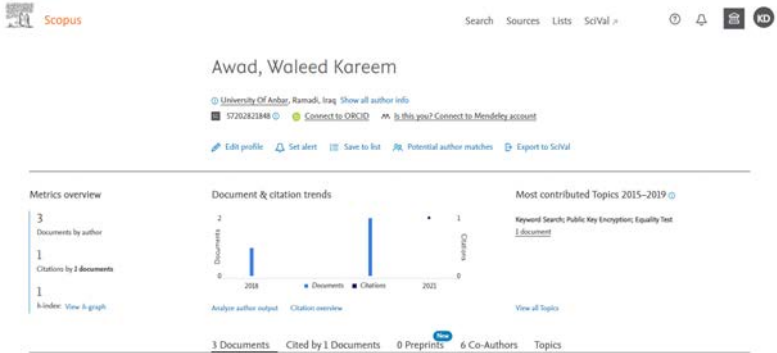 Scopus
Search Sources Lists SciVal
KD
Awad, Waleed Kareem
University Of Anbar, Ramadi, Iraq Show all author info
57202821848 Connect to ORCID Is this you? Connect to Mendeley account
Edit profile Set alert Save to list Potential author matches Export to SciVal
Metrics overview
3
Documents by author
1
Citations by 1 documents
1
h-index: View h-graph
Document & citation trends
2
0
Documents
1
0
Citations
2018
2021
Documents Citations
Analyze author output Citation overview
Most contributed Topics 2015–2019
Keyword Search; Public Key Encryption; Equality Test
1 document
View all Topics
New
3 Documents Cited by 1 Documents 0 Preprints 6 Co-Authors Topics